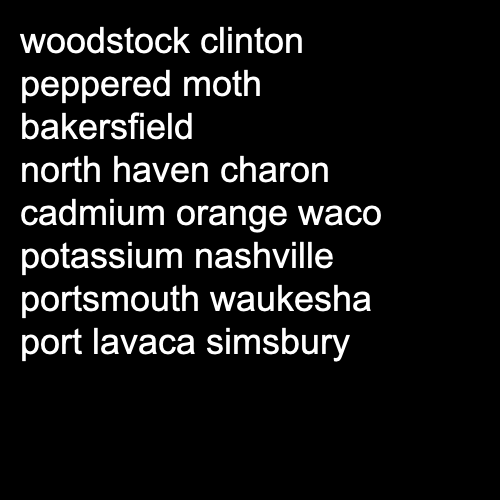 woodstock clinton
peppered moth
bakersfield
north haven charon
cadmium orange waco
potassium nashville
portsmouth waukesha
port lavaca simsbury